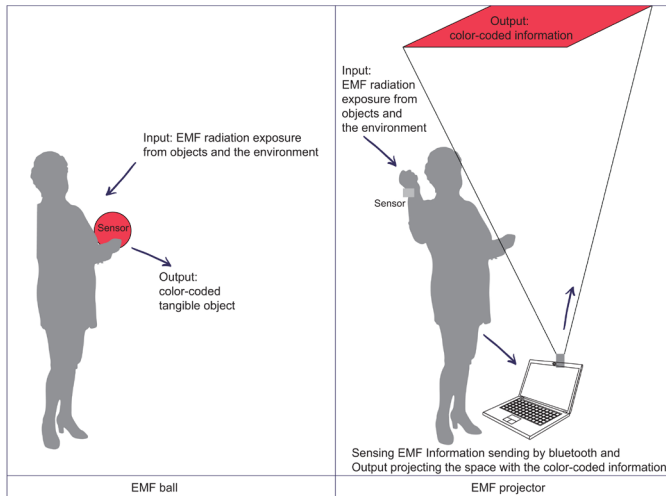 Input: EMF radiation exposure
from objects and the environment
Sensor
Output:
color-coded
tangible object
EMF ball
Output:
color-coded information
Input:
EMF radiation
exposure from
objects and
the environment
Sensor
Sensing EMF Information sending by bluetooth and
Output projecting the space with the color-coded information
EMF projector